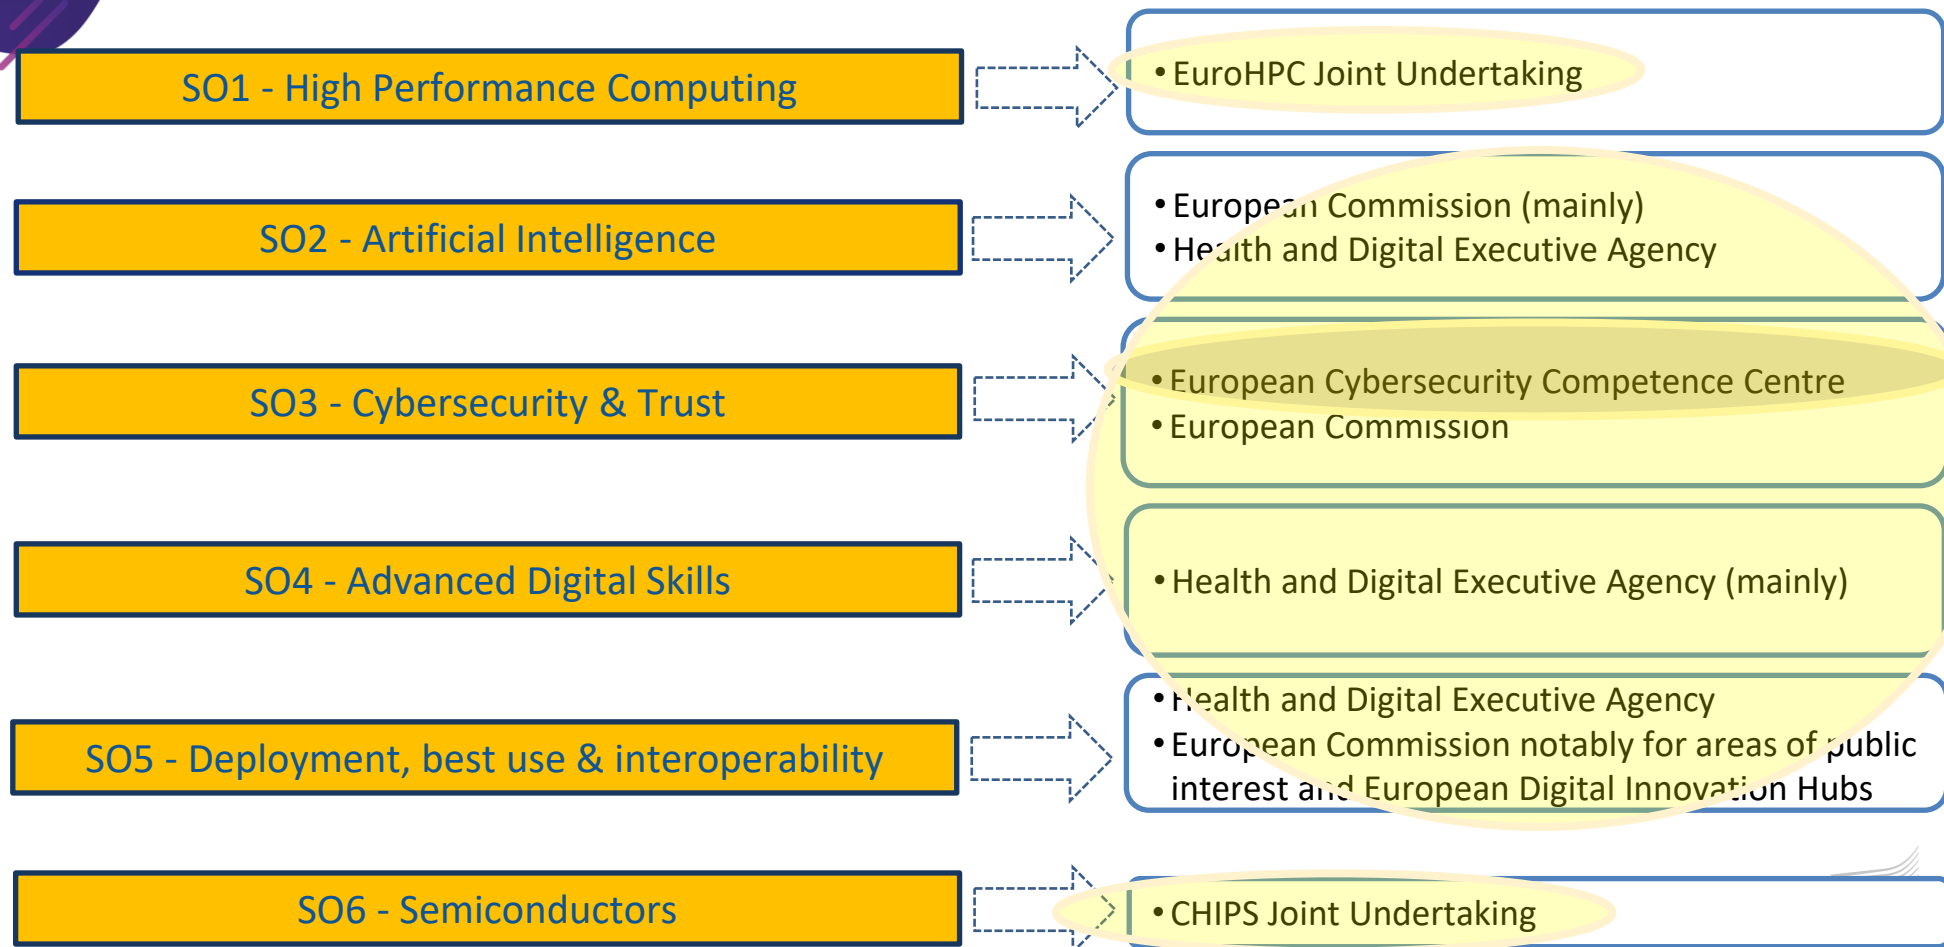 SO1 - High Performance Computing
• EuroHPC Joint Undertaking
SO2 - Artificial Intelligence
• European Commission (mainly)
• Health and Digital Executive Agency
SO3 - Cybersecurity & Trust
• European Cybersecurity Competence Centre
• European Commission
SO4 - Advanced Digital Skills
• Health and Digital Executive Agency (mainly)
SO5 - Deployment, best use & interoperability
• Health and Digital Executive Agency
• European Commission notably for areas of public
interest and European Digital Innovation Hubs
SO6 - Semiconductors
• CHIPS Joint Undertaking